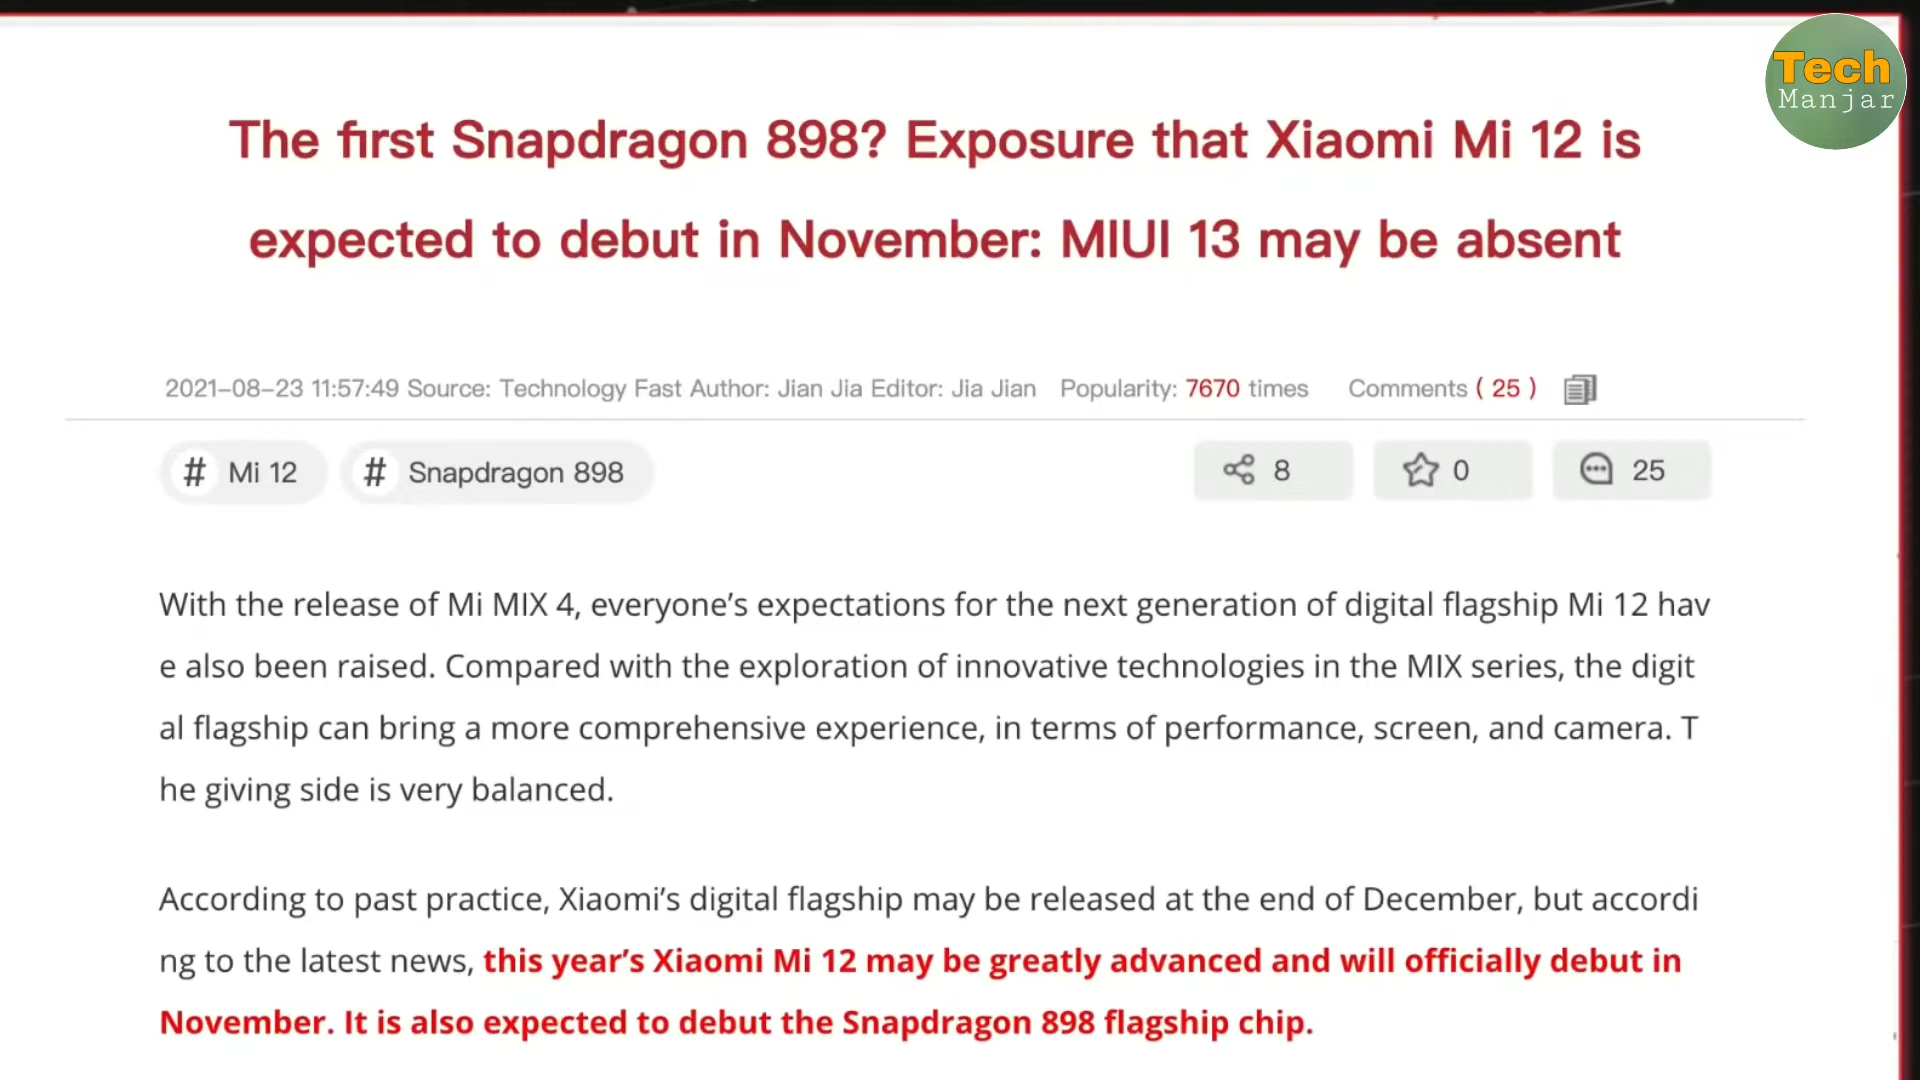 Tech
Manjar
The first Snapdragon 898? Exposure that Xiaomi Mi 12 is
expected to debut in November: MIUI 13 may be absent
2021-08-23 11:57:49 Source: Technology Fast Author: Jian Jia Editor: Jia Jian Popularity: 7670 times Comments ( 25 )
# Mi 12 # Snapdragon 898 8 0 25
With the release of Mi MIX 4, everyone's expectations for the next generation of digital flagship Mi 12 hav
e also been raised. Compared with the exploration of innovative technologies in the MIX series, the digit
al flagship can bring a more comprehensive experience, in terms of performance, screen, and camera. T
he giving side is very balanced.
According to past practice, Xiaomi's digital flagship may be released at the end of December, but accordi
ng to the latest news, this year's Xiaomi Mi 12 may be greatly advanced and will officially debut in
November. It is also expected to debut the Snapdragon 898 flagship chip.